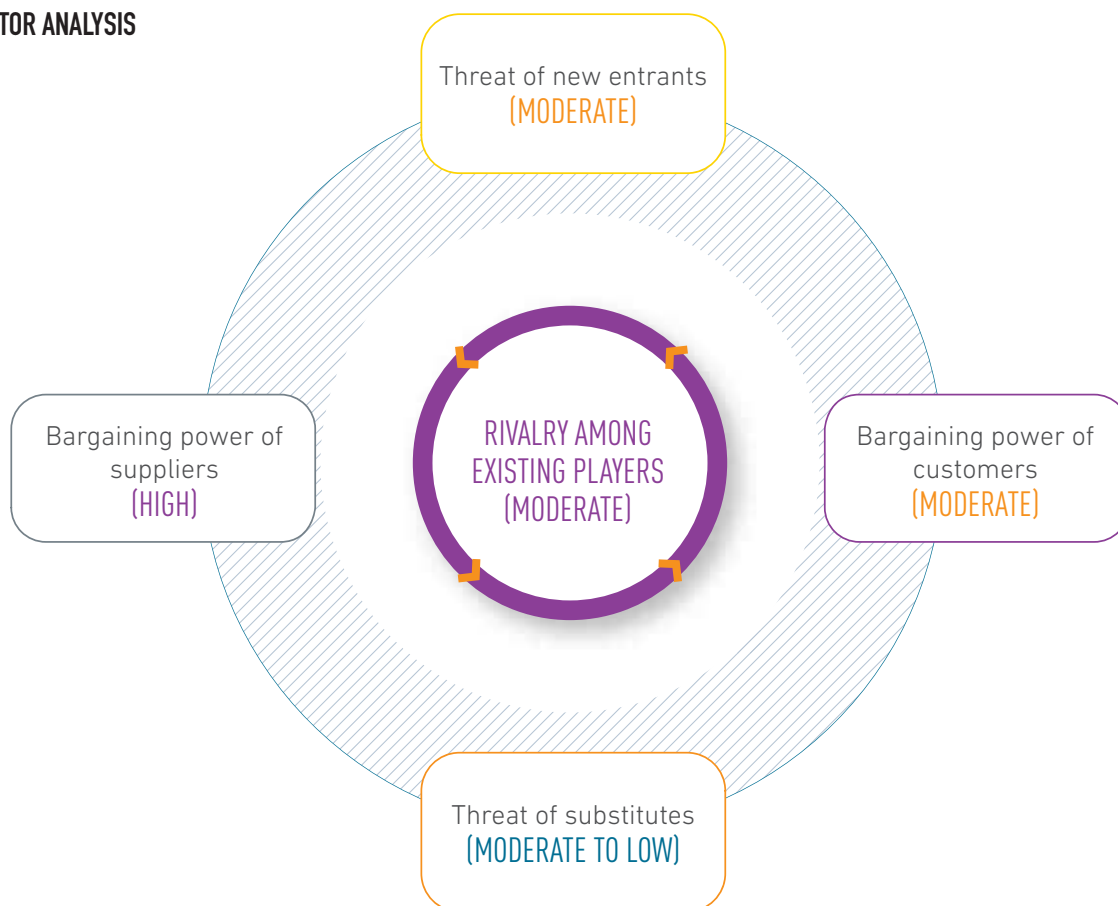 TOR ANALYSIS
Threat of new entrants
(MODERATE)
Bargaining power of
suppliers
(HIGH)
RIVALRY AMONG
EXISTING PLAYERS
(MODERATE)
Bargaining power of
customers
(MODERATE)
Threat of substitutes
(MODERATE TO LOW)